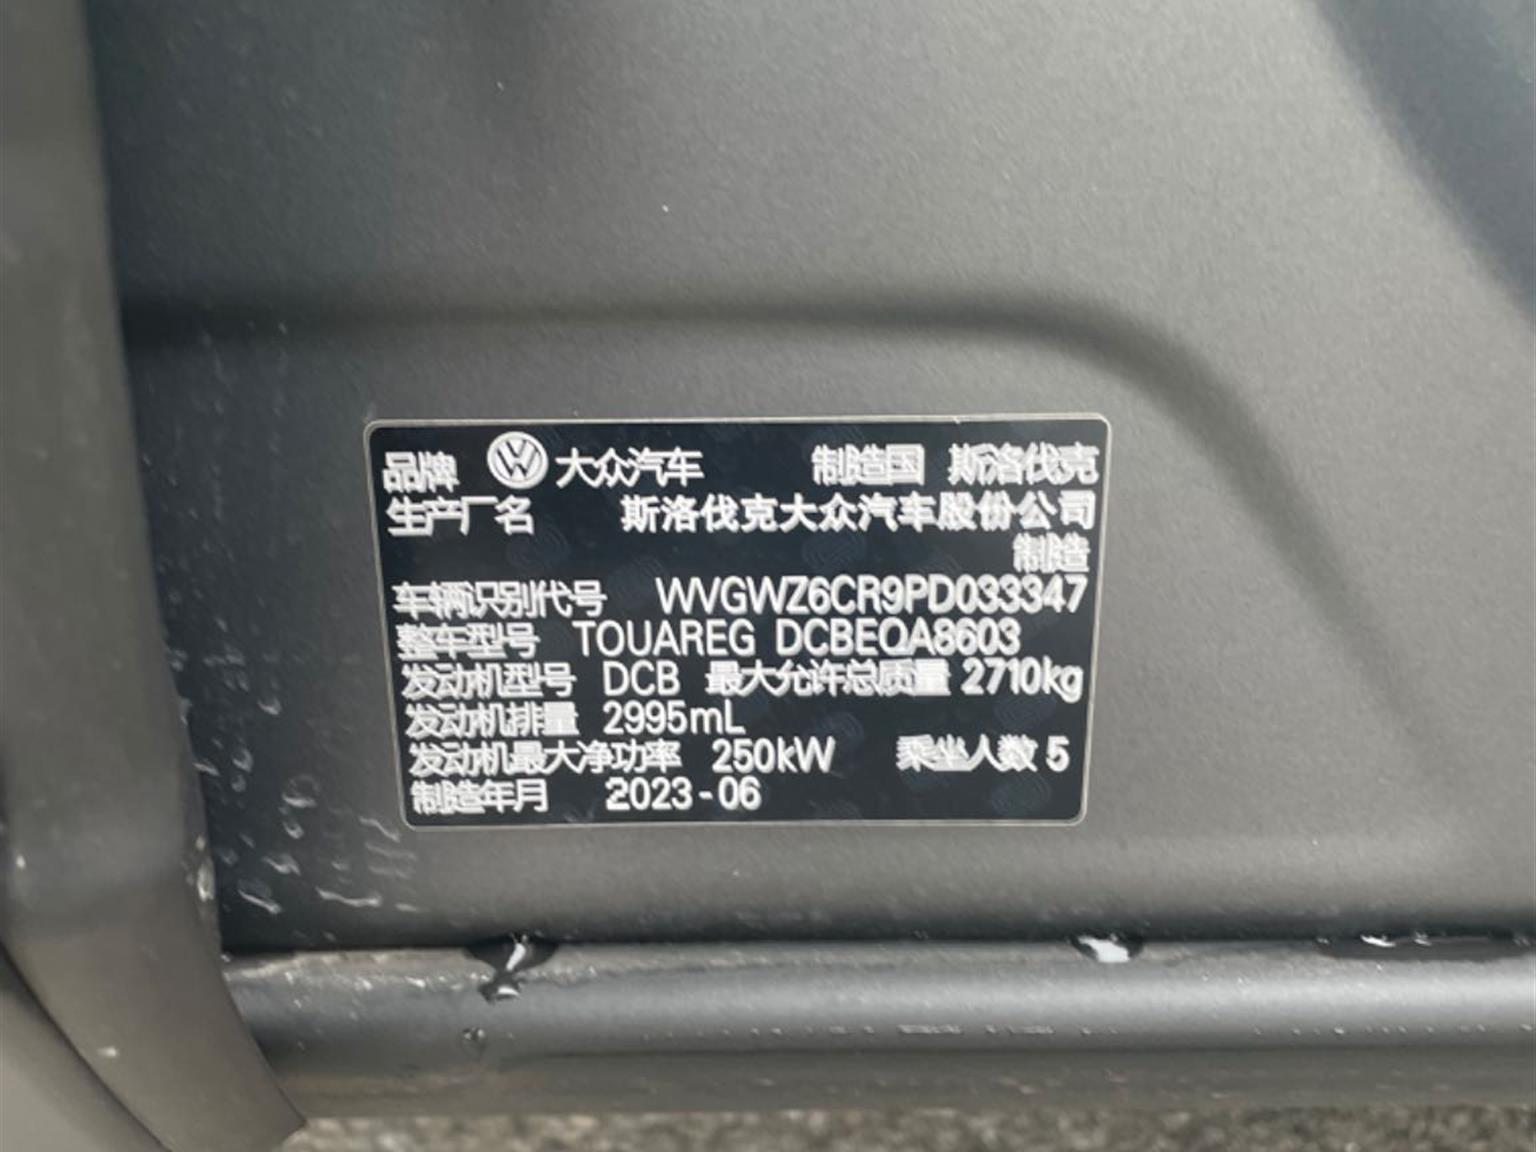 品牌 大众汽车 制造国 斯洛伐克
生产厂名 斯洛伐克大众汽车股份公司
制造
车辆识别代号 WVGWZ6CR9PD033347
整车型号 TOUAREG DCBEQA8603
发动机型号 DCB 最大允许总质量 2710kg
发动机排量 2995mL
发动机最大净功率 250kW 乘坐人数 5
制造年月 2023-06